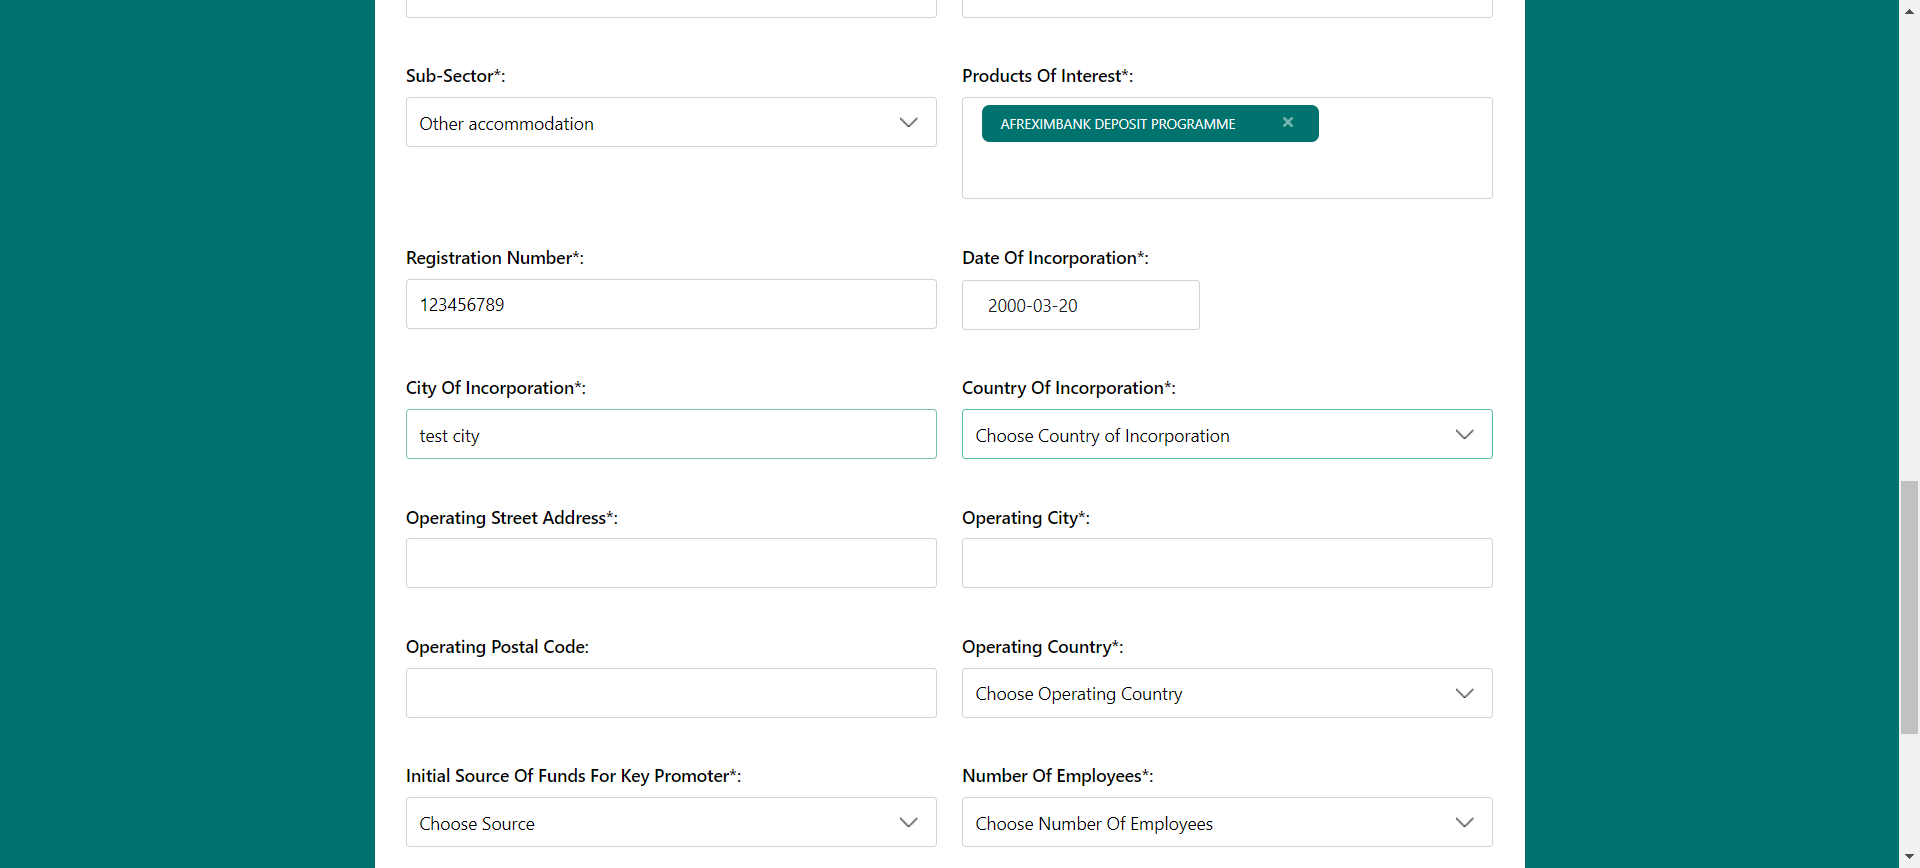 Sub-Sector*:
Products Of Interest*:
Other accommodation
AFREXIMBANK DEPOSIT PROGRAMME ×
Registration Number*:
Date Of Incorporation*:
123456789
2000-03-20
City Of Incorporation*:
Country Of Incorporation*:
test city
Choose Country of Incorporation
Operating Street Address*:
Operating City*:
Operating Postal Code:
Operating Country*:
Choose Operating Country
Initial Source Of Funds For Key Promoter*:
Number Of Employees*:
Choose Source
Choose Number Of Employees